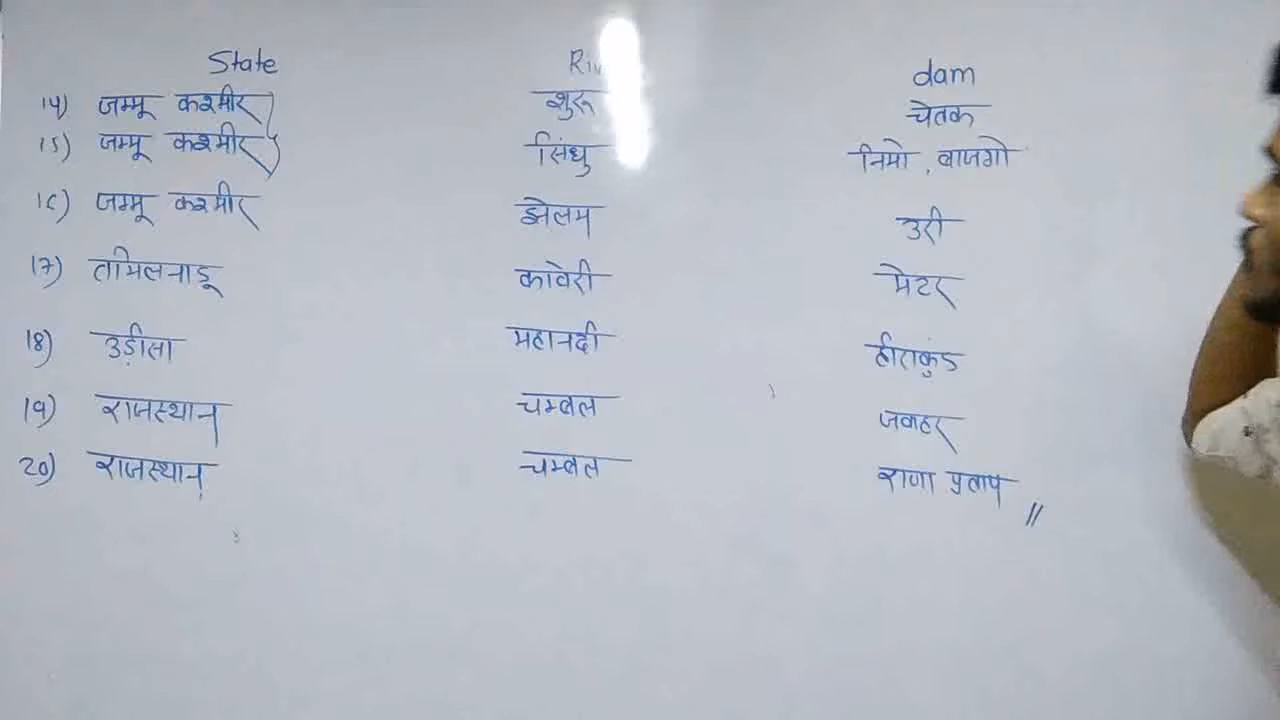 State Riv dam
14) जम्मू कश्मीर शुरू चेतक
15) जम्मू कश्मीर सिंधु निमो , बाजगो
16) जम्मू कश्मीर झेलम उरी
17) तमिलनाडू कावेरी मेटर
18) उड़ीसा महानदी हीराकुंड
19) राजस्थान चम्बल जवाहर
20) राजस्थान चम्बल राणा प्रताप //